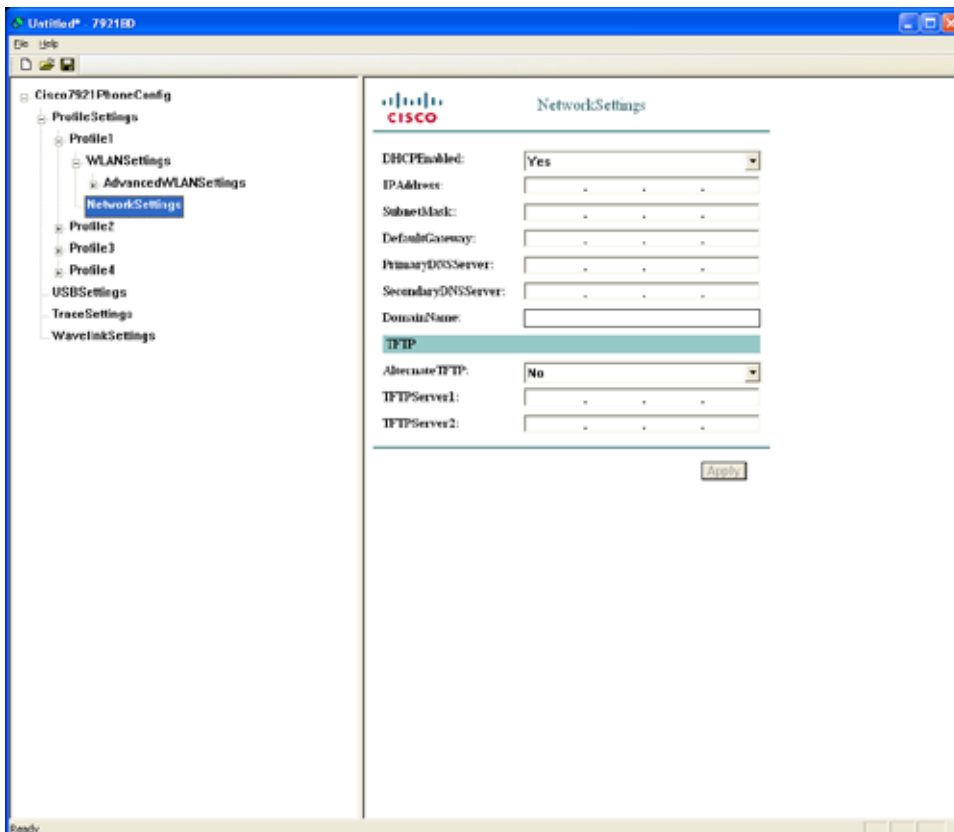 Untitled* - 7921BD
File Help
Cisco7921PhoneConfig
ProfileSettings
Profile1
WLANSettings
AdvancedWLANSettings
NetworkSettings
Profile2
Profile3
Profile4
USBSettings
TraceSettings
WavelinkSettings
CISCO
NetworkSettings
DHCPEnabled: Yes
IPAddress:
SubnetMask:
DefaultGateway:
PrimaryDNSServer:
SecondaryDNSServer:
DomainName:
TFTP
AlternateTFTP: No
TFTPServer1:
TFTPServer2:
Apply
Ready